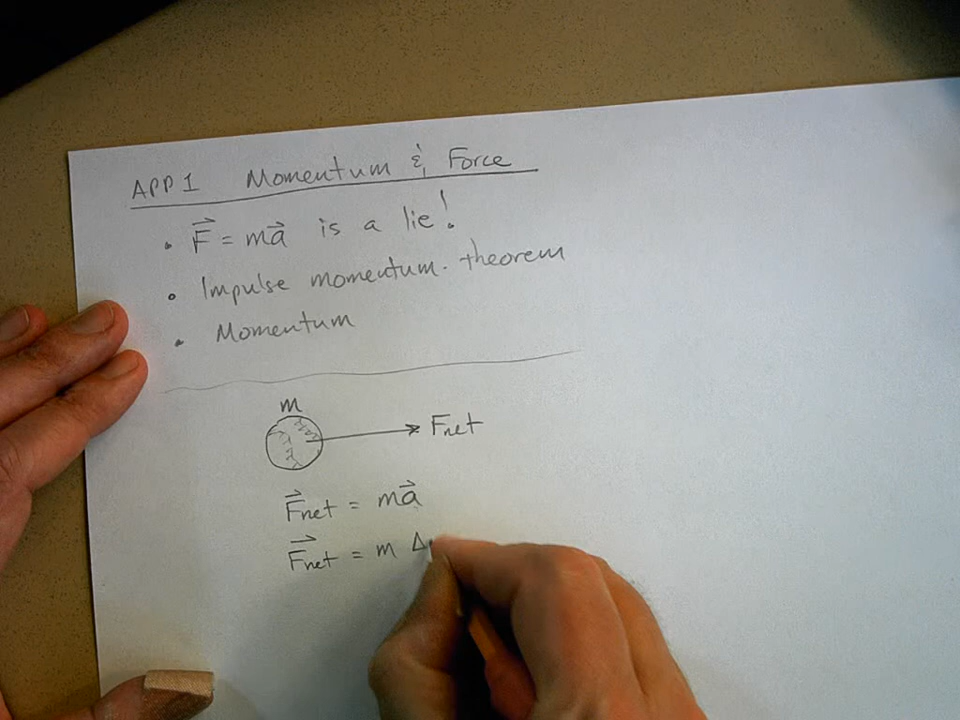 APP 1 Momentum & Force
• F⃗ = ma⃗ is a lie!
• Impulse momentum. theorem
• Momentum
m
Fnet
F⃗net = ma⃗
F⃗net = m Δ